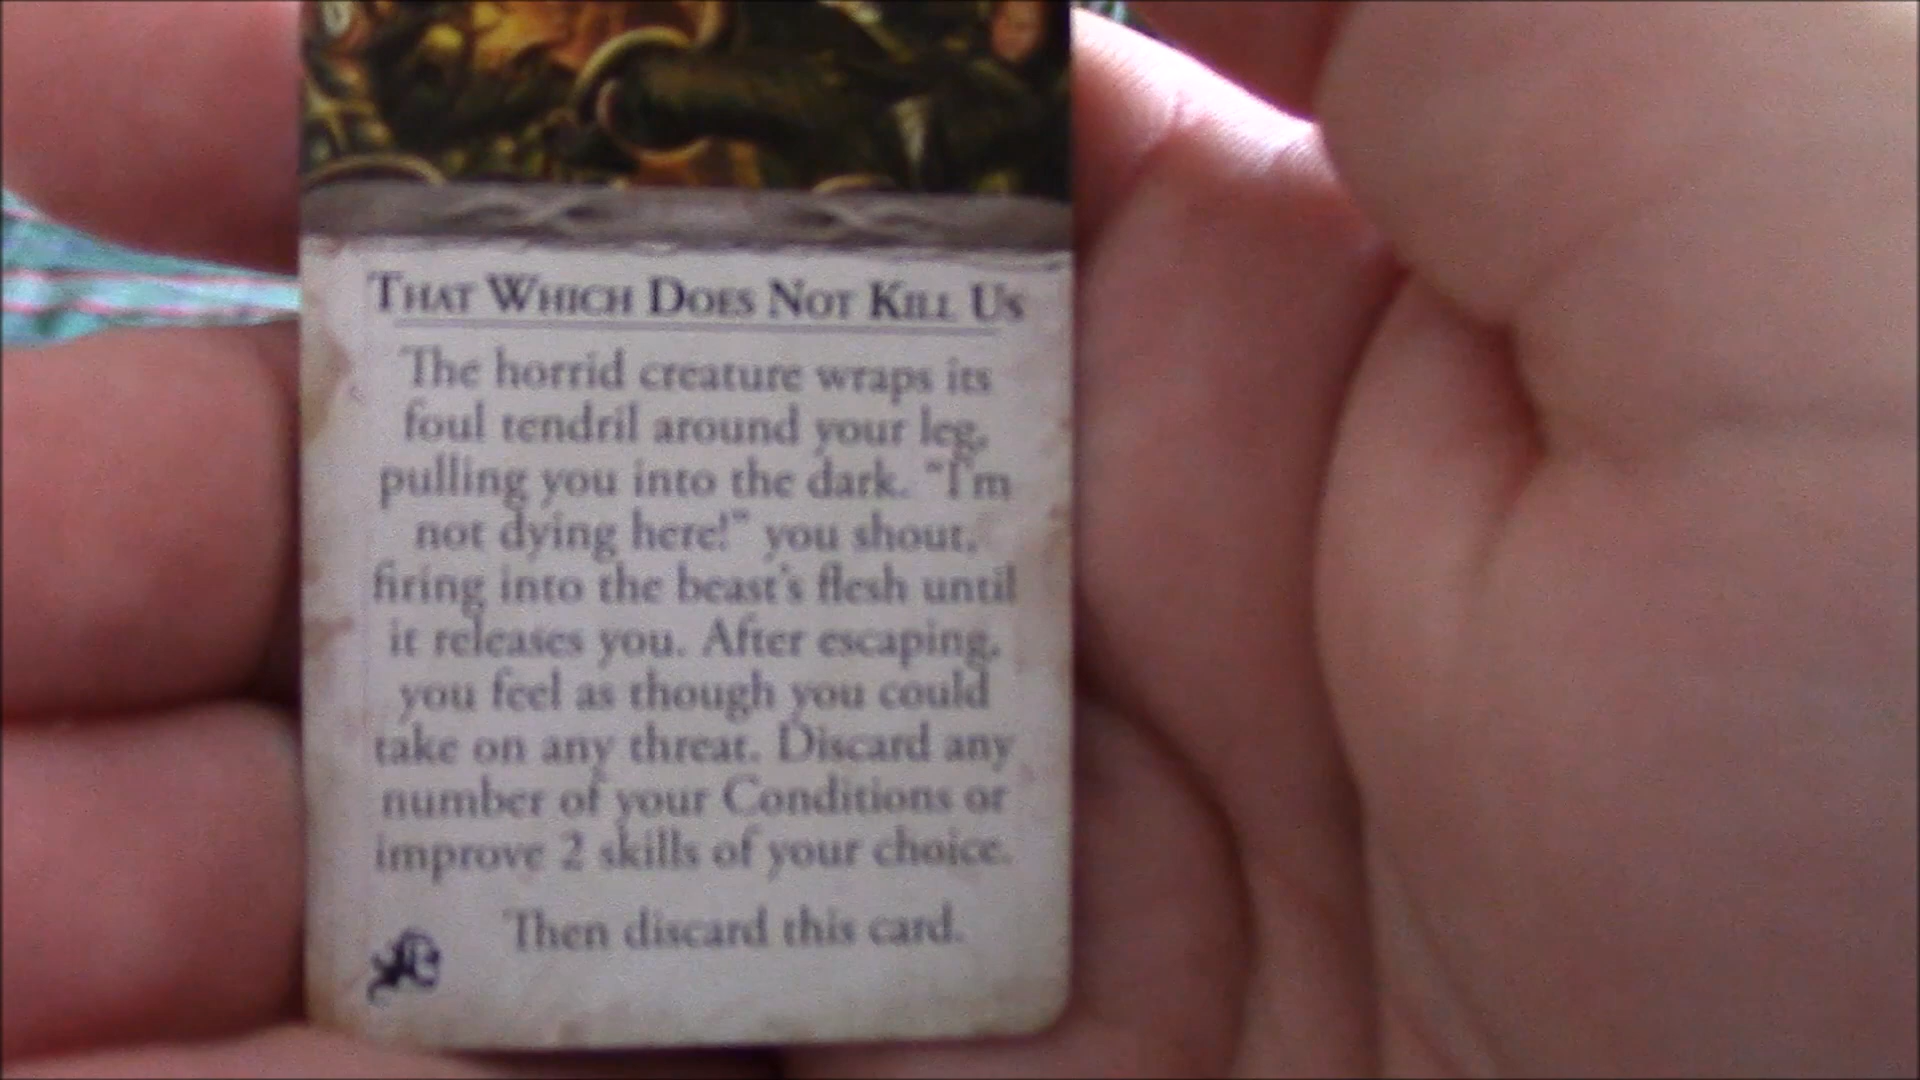 THAT WHICH DOES NOT KILL US
The horrid creature wraps its
foul tendril around your leg,
pulling you into the dark. "I'm
not dying here!" you shout,
firing into the beast's flesh until
it releases you. After escaping,
you feel as though you could
take on any threat. Discard any
number of your Conditions or
improve 2 skills of your choice.
Then discard this card.